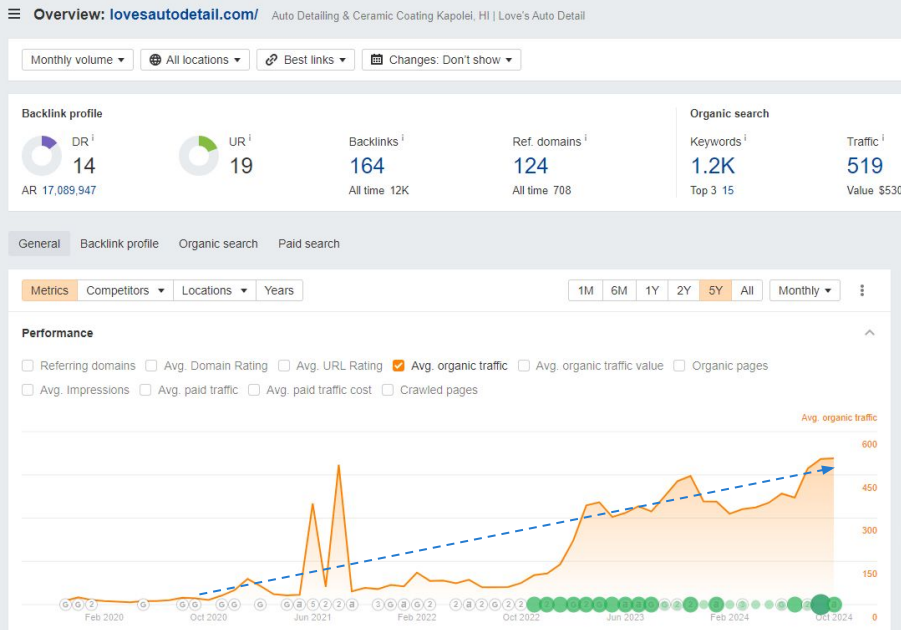 Overview: lovesautodetail.com/ Auto Detailing & Ceramic Coating Kapolei, HI | Love's Auto Detail
Monthly volume All locations Best links Changes: Don't show
Backlink profile Organic search
DR i UR i Backlinks i Ref. domains i Keywords i Traffic i
14 19 164 124 1.2K 519
AR 17,089,947 All time 12K All time 708 Top 3 15 Value $530
General Backlink profile Organic search Paid search
Metrics Competitors Locations Years 1M 6M 1Y 2Y 5Y All Monthly
Performance
Referring domains Avg. Domain Rating Avg. URL Rating Avg. organic traffic Avg. organic traffic value Organic pages
Avg. Impressions Avg. paid traffic Avg. paid traffic cost Crawled pages
Avg. organic traffic
600
450
300
150
0
Feb 2020 Oct 2020 Jun 2021 Feb 2022 Oct 2022 Jun 2023 Feb 2024 Oct 2024